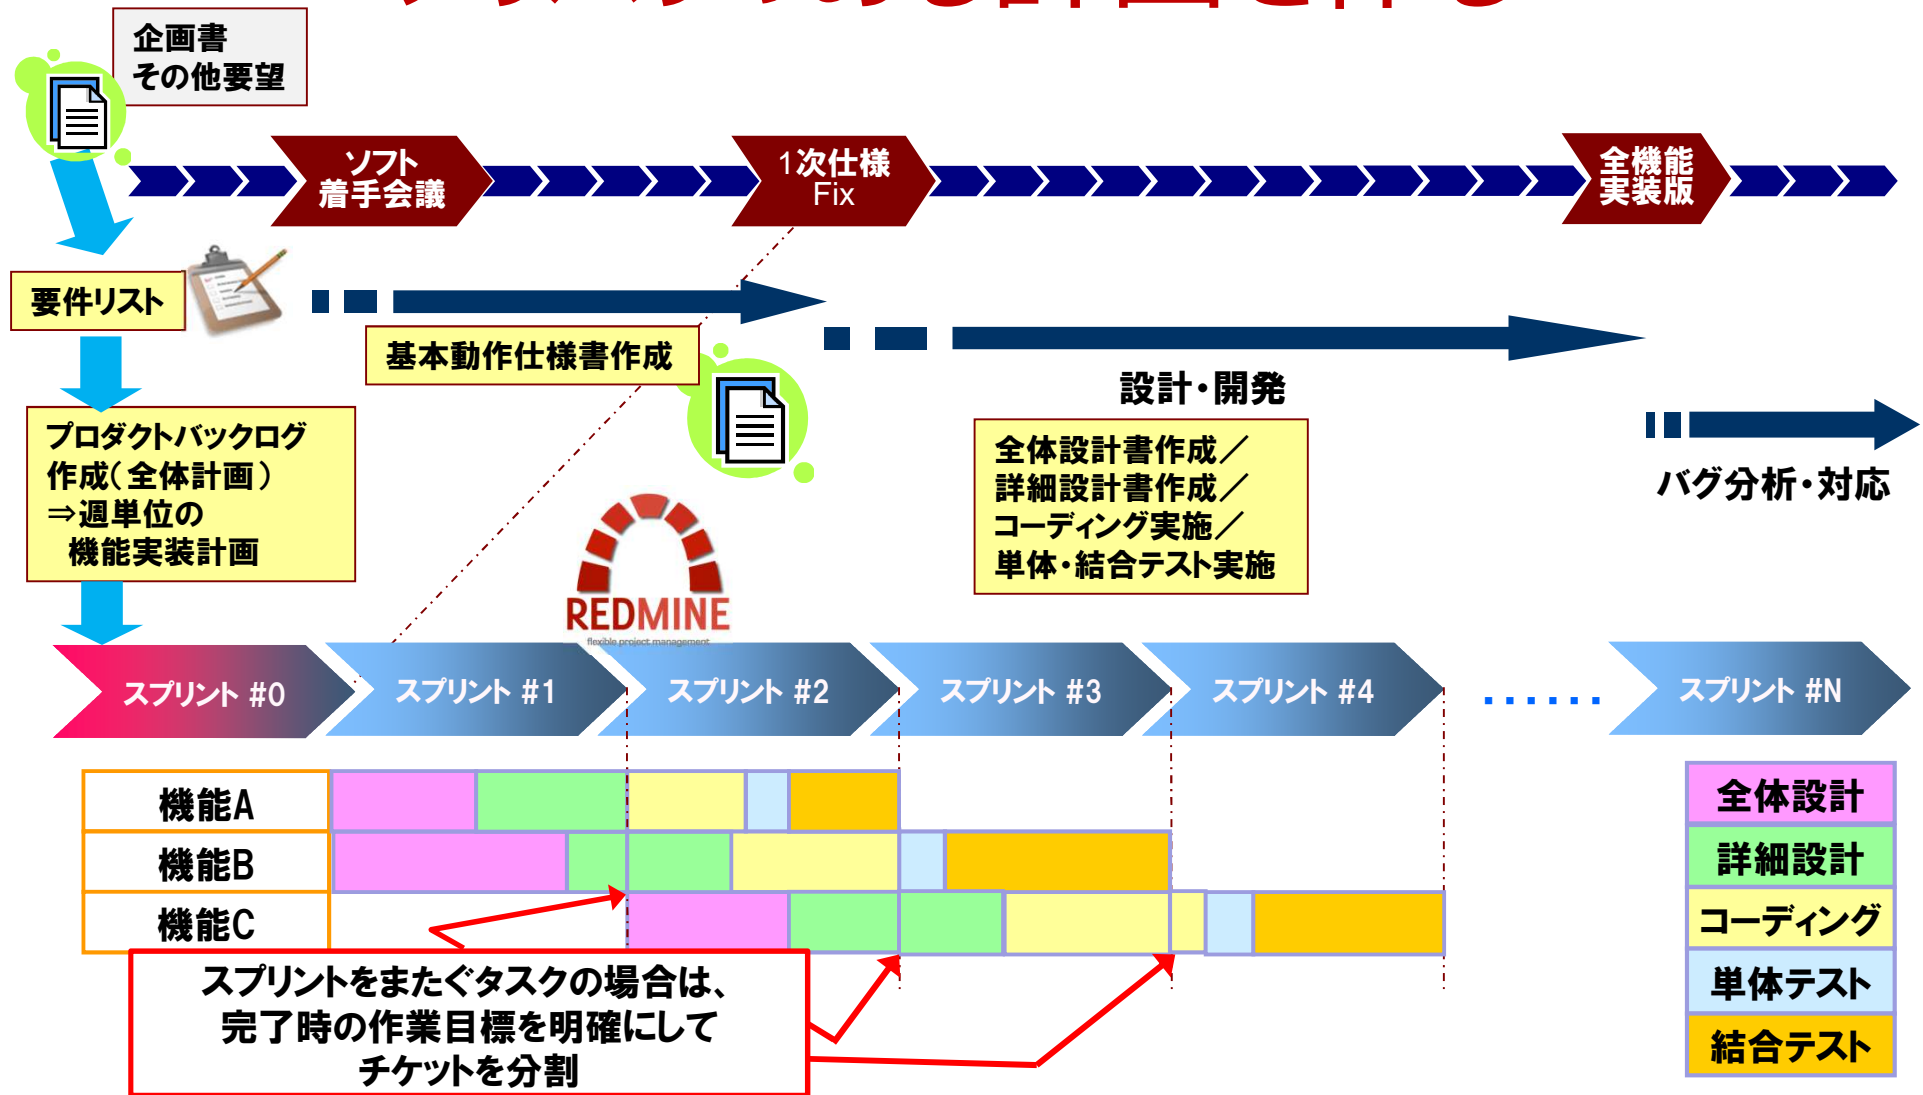 企画書
その他要望
ソフト
着手会議
1次仕様
Fix
全機能
実装版
要件リスト
基本動作仕様書作成
設計・開発
プロダクトバックログ
作成(全体計画)
⇒週単位の
機能実装計画
全体設計書作成／
詳細設計書作成／
コーディング実施／
単体・結合テスト実施
バグ分析・対応
REDMINE
flexible project management
スプリント #0
スプリント #1
スプリント #2
スプリント #3
スプリント #4
......
スプリント #N
機能A
機能B
機能C
全体設計
詳細設計
コーディング
単体テスト
結合テスト
スプリントをまたぐタスクの場合は、
完了時の作業目標を明確にして
チケットを分割